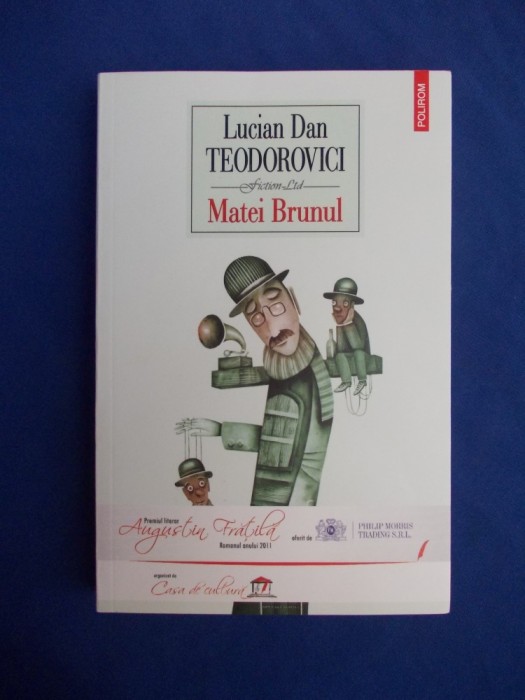 POLIROM
Lucian Dan
TEODOROVICI
Fiction Ltd
Matei Brunul
Premiul literar
Augustin Frățilă
Romanul anului 2011
oferit de
PHILIP MORRIS
TRADING S.R.L.
organizat de
Casa de cultură